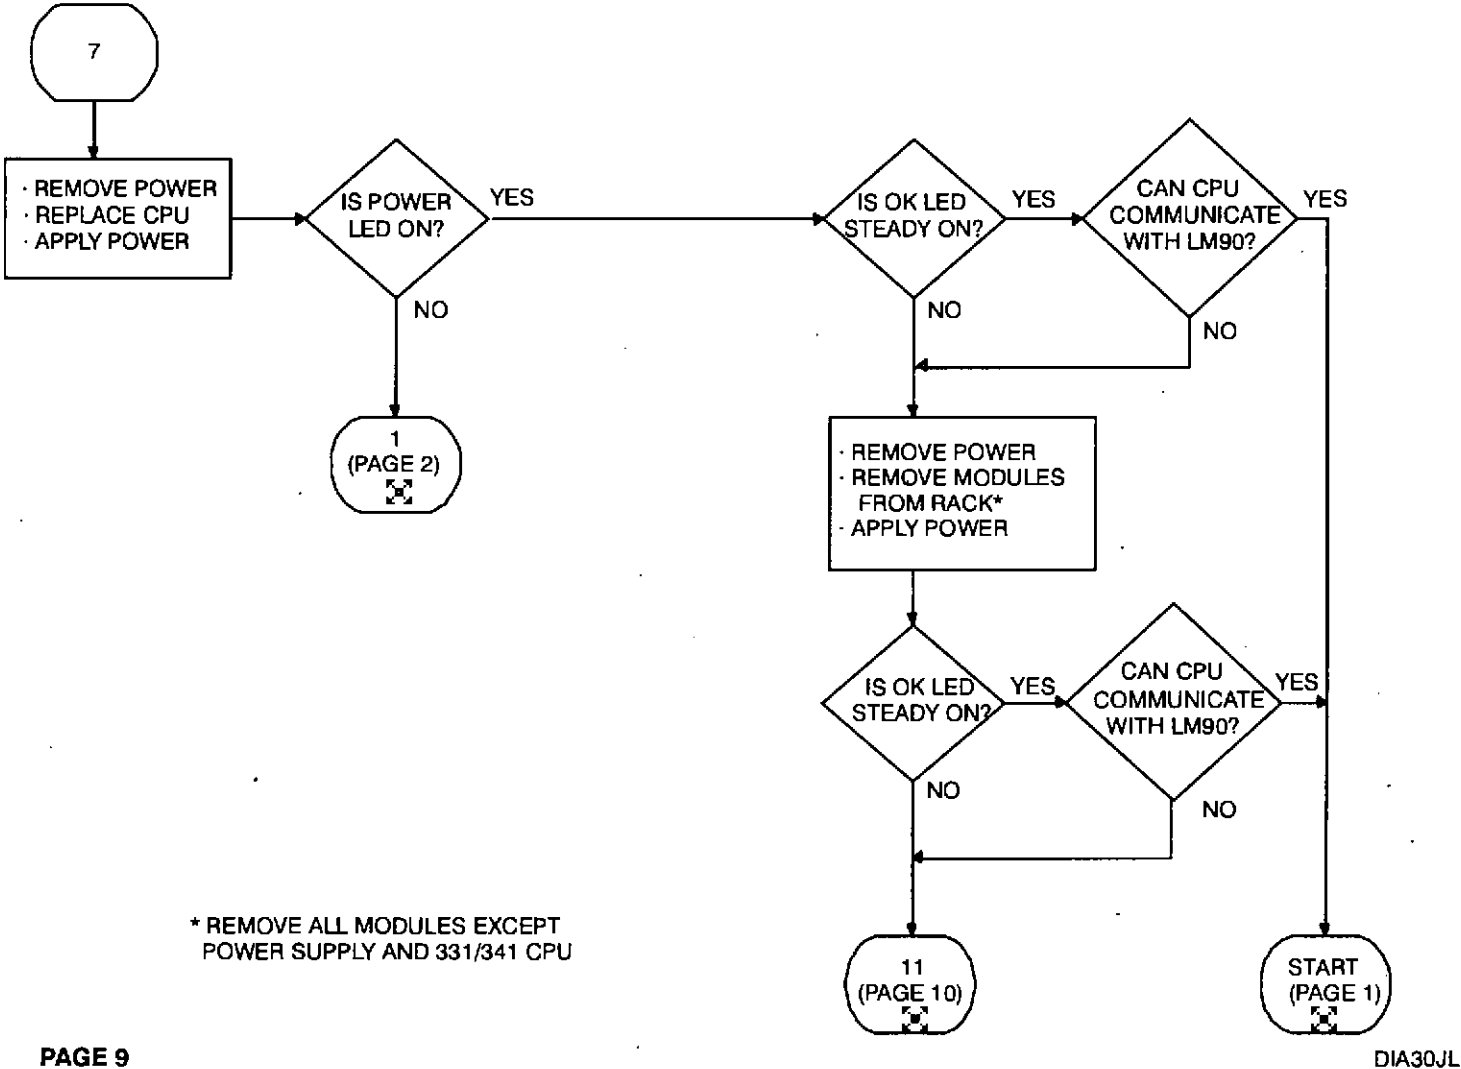 7
· REMOVE POWER
· REPLACE CPU
· APPLY POWER
IS POWER
LED ON?
YES
NO
1
(PAGE 2)
IS OK LED
STEADY ON?
YES
NO
CAN CPU
COMMUNICATE
WITH LM90?
YES
NO
· REMOVE POWER
· REMOVE MODULES
FROM RACK*
· APPLY POWER
IS OK LED
STEADY ON?
YES
NO
CAN CPU
COMMUNICATE
WITH LM90?
YES
NO
* REMOVE ALL MODULES EXCEPT
POWER SUPPLY AND 331/341 CPU
11
(PAGE 10)
START
(PAGE 1)
PAGE 9
DIA30JL